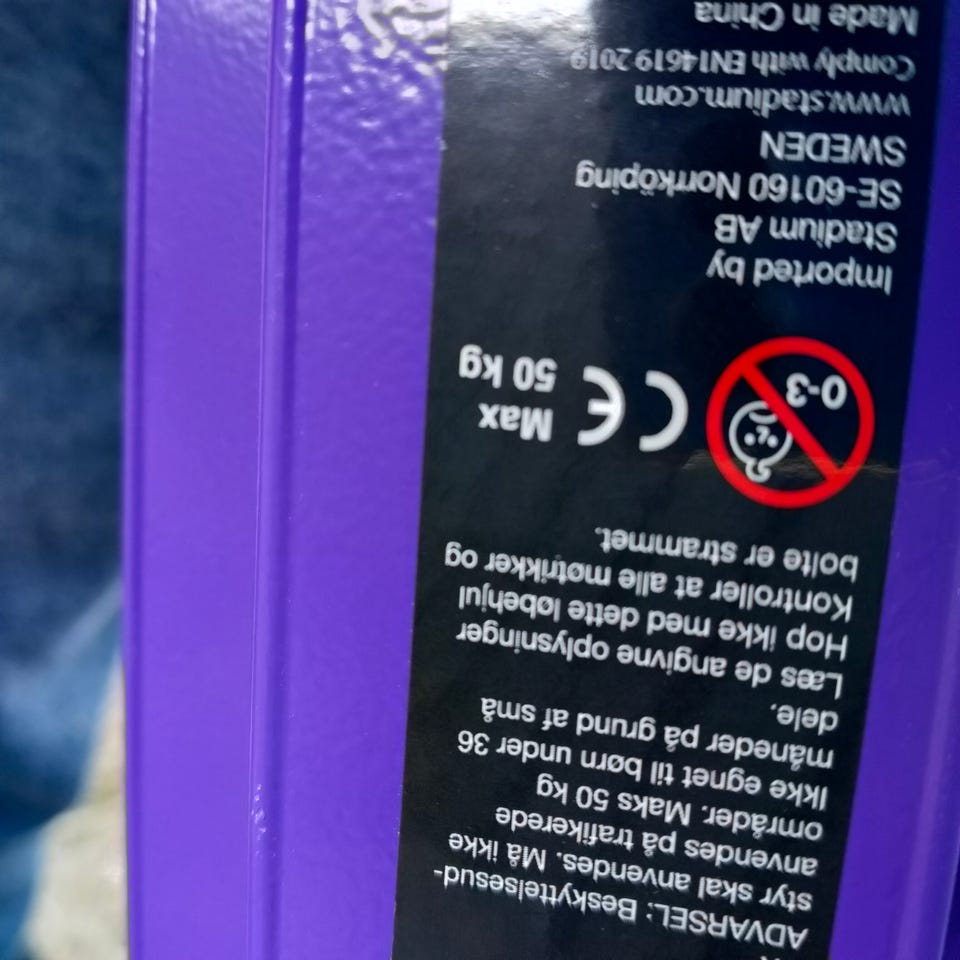 ADVARSEL: Beskyttelsesud-
styr skal anvendes. Må ikke
anvendes på trafikerede
områder. Maks 50 kg
Ikke egnet til børn under 36
måneder på grund af små
dele.
Læs de angivne oplysninger
Hop ikke med dette løbehjul
Kontroller at alle møtrikker og
bolte er strammet.
0-3
CE
Max
50 kg
Imported by
Stadium AB
SE-60160 Norrköping
SWEDEN
www.stadium.com
Comply with EN14619:2019
Made in China